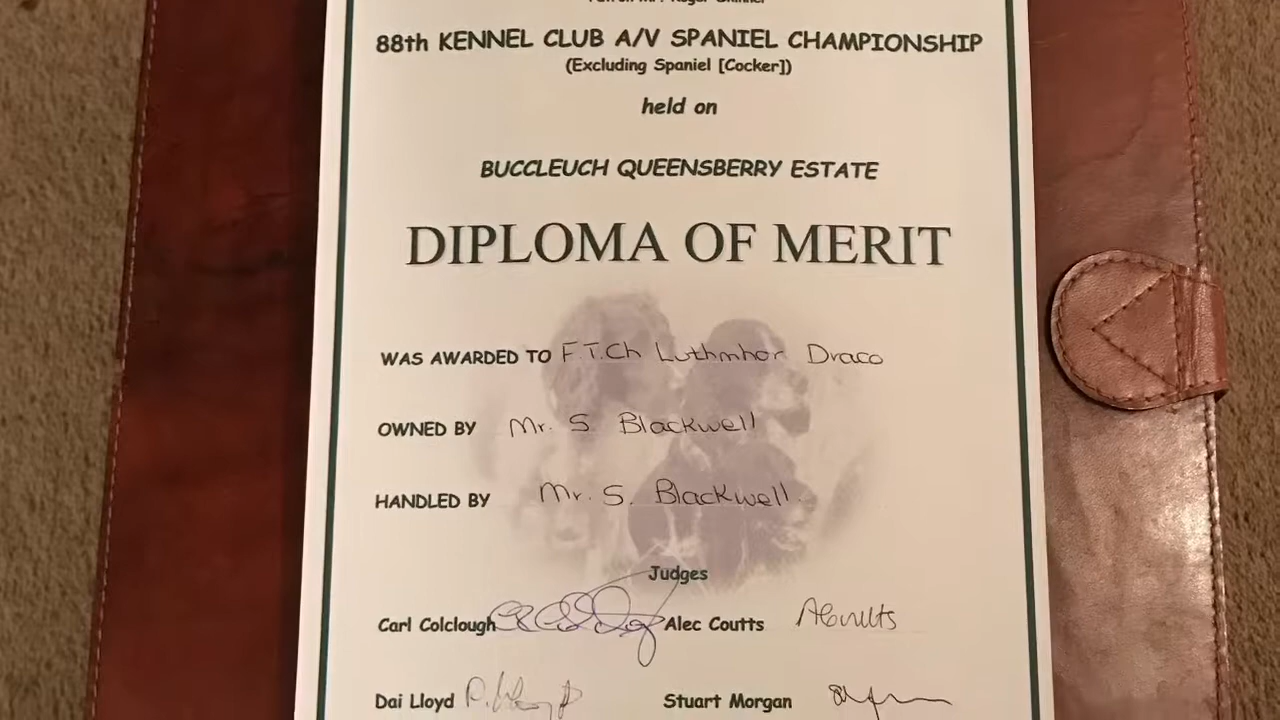 88th KENNEL CLUB A/V SPANIEL CHAMPIONSHIP
(Excluding Spaniel [Cocker])
held on
BUCCLEUCH QUEENSBERRY ESTATE
DIPLOMA OF MERIT
WAS AWARDED TO F.T.Ch Luthmhor Draco
OWNED BY Mr. S Blackwell
HANDLED BY Mr. S. Blackwell.
Judges
Carl Colclough Alec Coutts ACoutts
Dai Lloyd Stuart Morgan